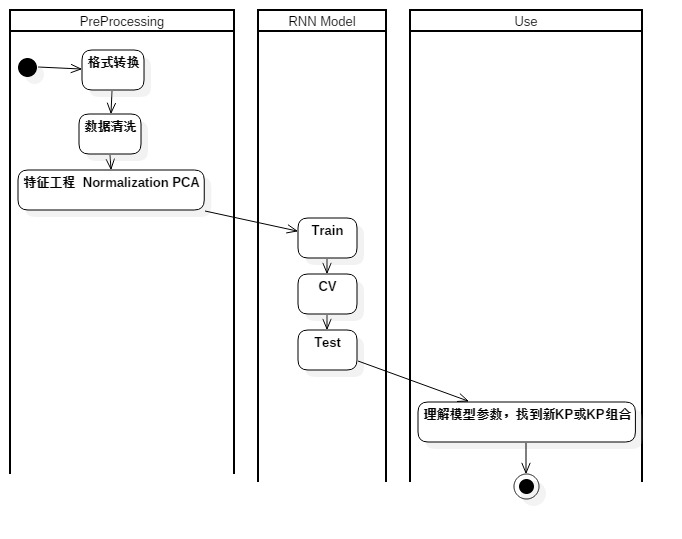 PreProcessing
RNN Model
Use
格式转换
数据清洗
特征工程 Normalization PCA
Train
CV
Test
理解模型参数，找到新KP或KP组合